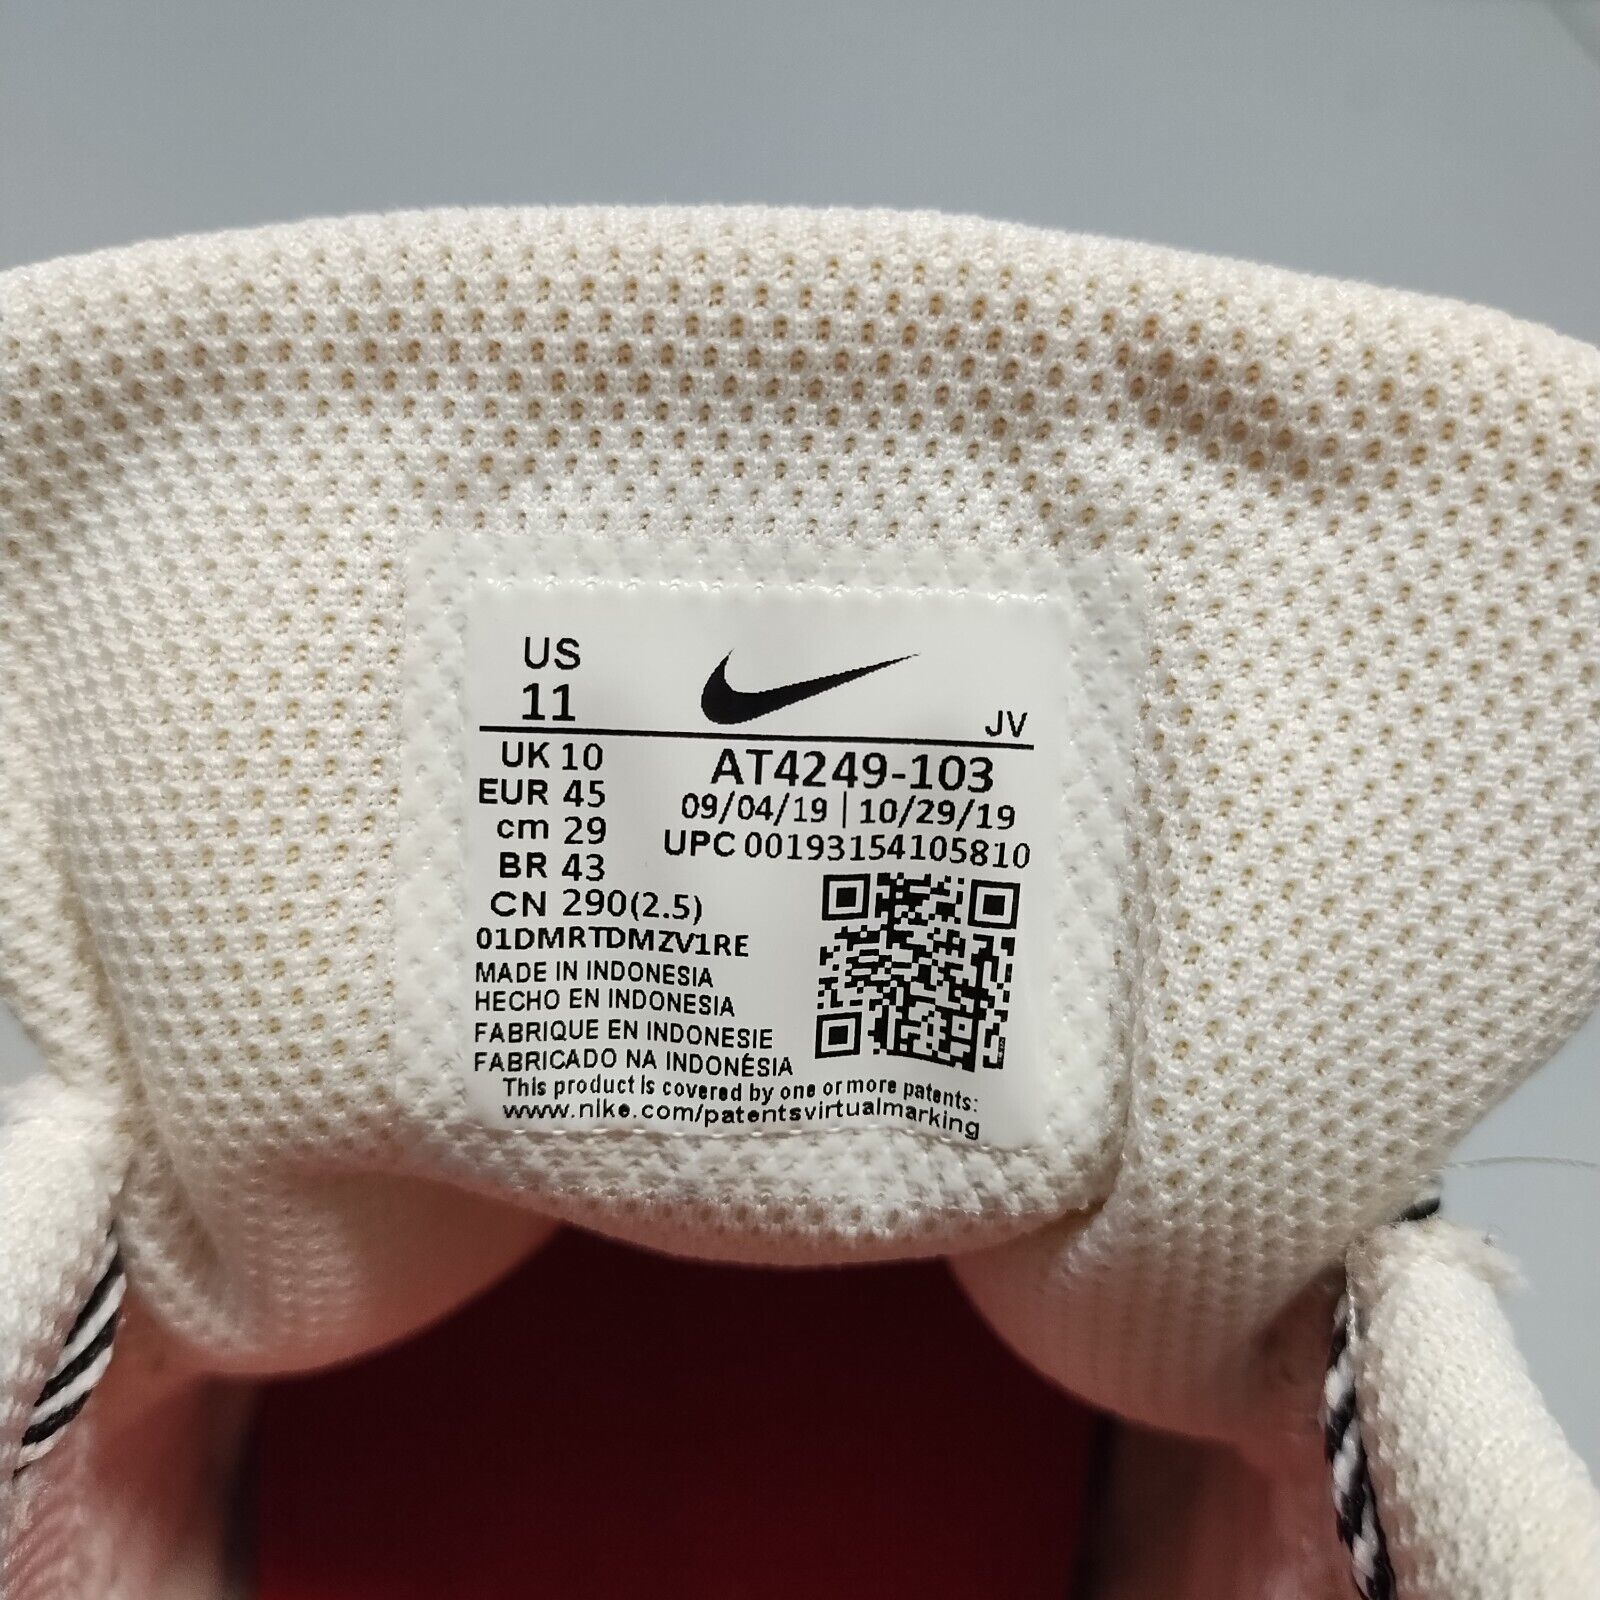 US
11
JV
UK 10
EUR 45
cm 29
BR 43
CN 290(2.5)
AT4249-103
09/04/19 | 10/29/19
UPC 00193154105810
01DMRTDMZV1RE
MADE IN INDONESIA
HECHO EN INDONESIA
FABRIQUE EN INDONESIE
FABRICADO NA INDONÉSIA
This product is covered by one or more patents:
www.nike.com/patentsvirtualmarking